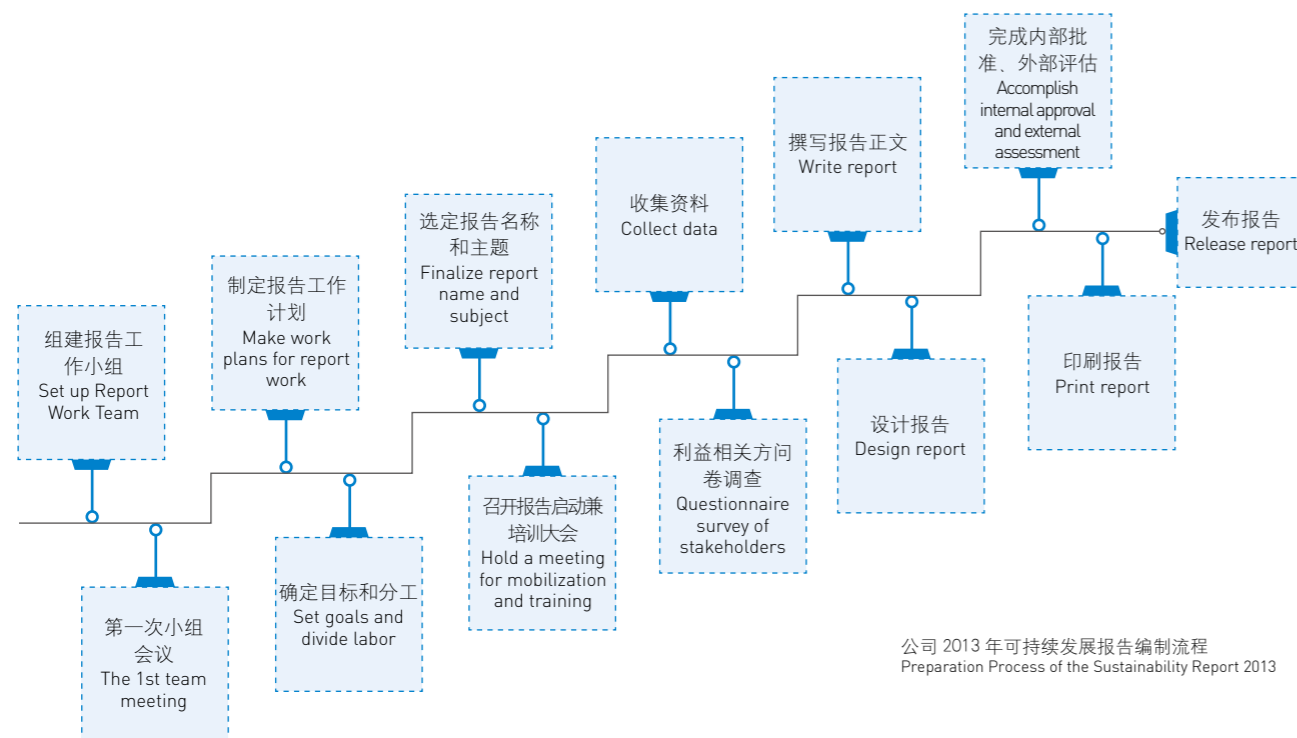 组建报告工
作小组
Set up Report
Work Team
第一次小组
会议
The 1st team
meeting
制定报告工作
计划
Make work
plans for report
work
确定目标和分工
Set goals and
divide labor
选定报告名称
和主题
Finalize report
name and
subject
召开报告启动兼
培训大会
Hold a meeting
for mobilization
and training
收集资料
Collect data
利益相关方问
卷调查
Questionnaire
survey of
stakeholders
撰写报告正文
Write report
设计报告
Design report
完成内部批
准、外部评估
Accomplish
internal approval
and external
assessment
印刷报告
Print report
发布报告
Release report
公司 2013 年可持续发展报告编制流程
Preparation Process of the Sustainability Report 2013